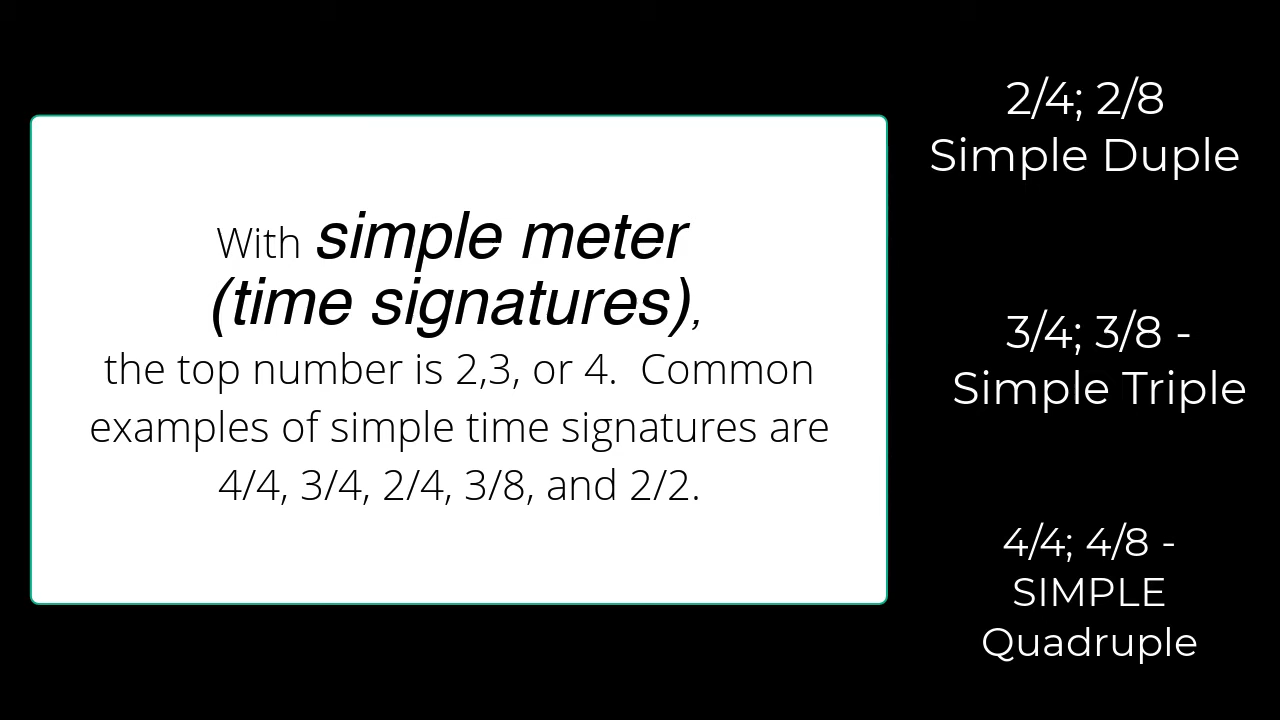 With simple meter
(time signatures),
the top number is 2,3, or 4.  Common
examples of simple time signatures are
4/4, 3/4, 2/4, 3/8, and 2/2.
2/4; 2/8
Simple Duple
3/4; 3/8 -
Simple Triple
4/4; 4/8 -
SIMPLE
Quadruple